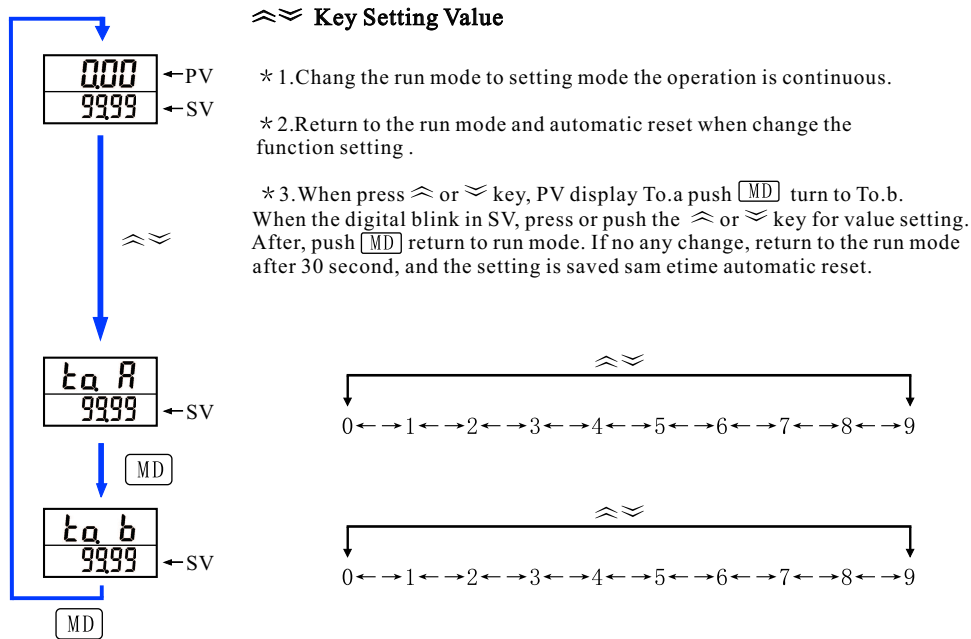 ︽︾ Key Setting Value
0.00 ←PV
99.99 ←SV
*1.Chang the run mode to setting mode the operation is continuous.
*2.Return to the run mode and automatic reset when change the
function setting .
*3.When press ︽ or ︾ key, PV display To.a push MD turn to To.b.
When the digital blink in SV, press or push the ︽ or ︾ key for value setting.
After, push MD return to run mode. If no any change, return to the run mode
after 30 second, and the setting is saved sam etime automatic reset.
︽︾
to. A
99.99 ←SV
︽︾
0←→1←→2←→3←→4←→5←→6←→7←→8←→9
MD
to. b
99.99 ←SV
︽︾
0←→1←→2←→3←→4←→5←→6←→7←→8←→9
MD